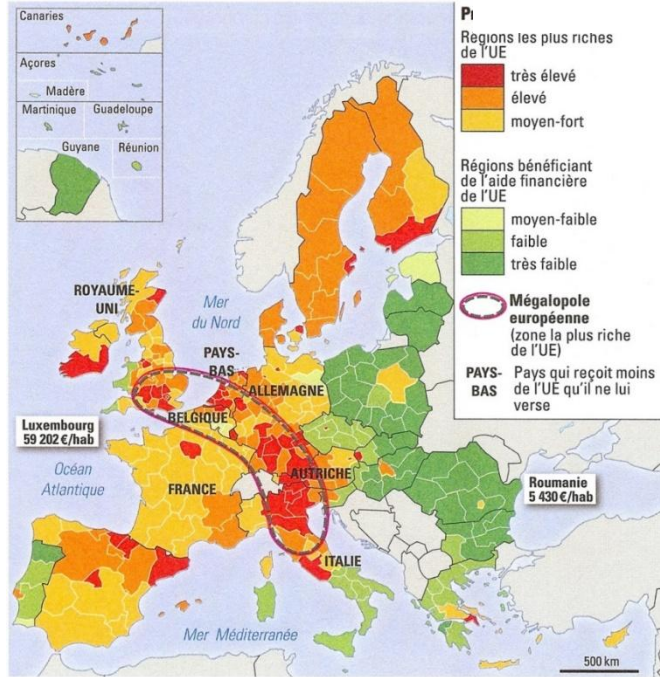 Canaries
Açores
Madère
Martinique
Guadeloupe
Guyane
Réunion
Régions les plus riches
de l'UE
très élevé
élevé
moyen-fort
Régions bénéficiant
de l'aide financière
de l'UE
moyen-faible
faible
très faible
Mégalopole
européenne
(zone la plus riche
de l'UE)
PAYS-
BAS
Pays qui reçoit moins
de l'UE qu'il ne lui
verse
ROYAUME-
UNI
Mer
du Nord
PAYS-
BAS
ALLEMAGNE
BELGIQUE
Luxembourg
59 202 €/hab
Océan
Atlantique
FRANCE
AUTRICHE
Roumanie
5 430 €/hab
ITALIE
Mer Méditerranée
500 km